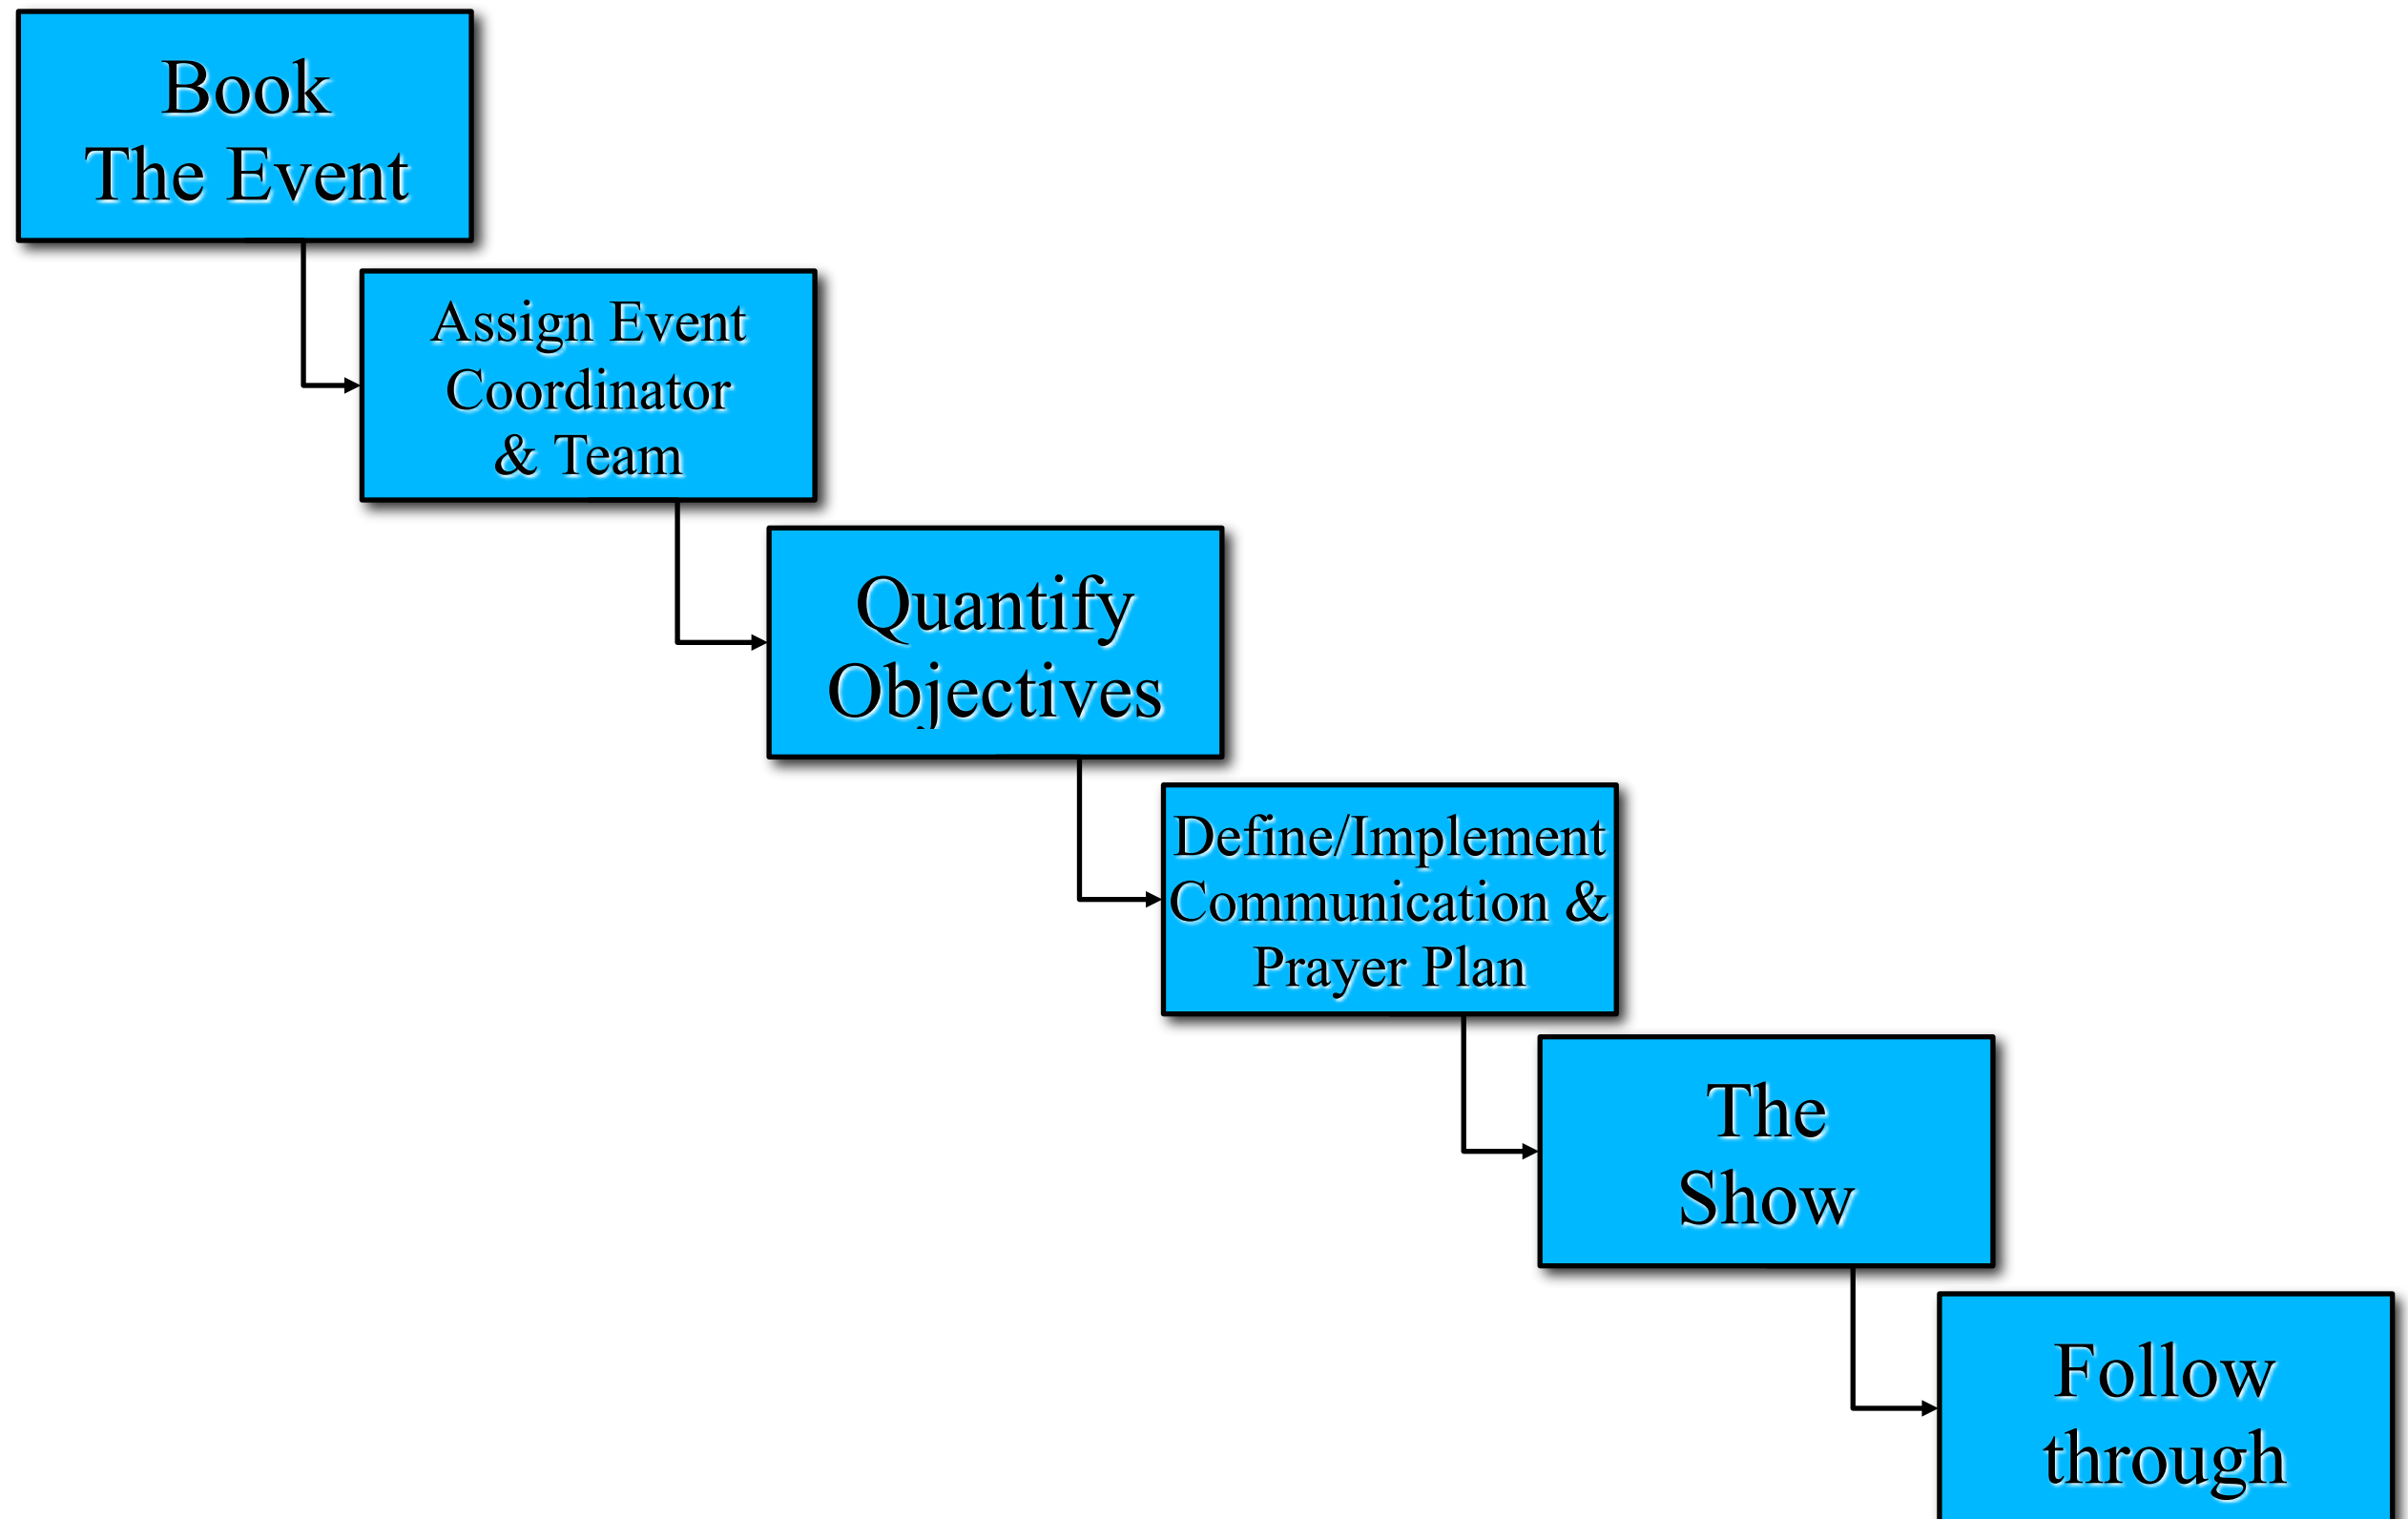 Book
The Event
Assign Event
Coordinator
& Team
Quantify
Objectives
Define/Implement
Communication &
Prayer Plan
The
Show
Follow
through